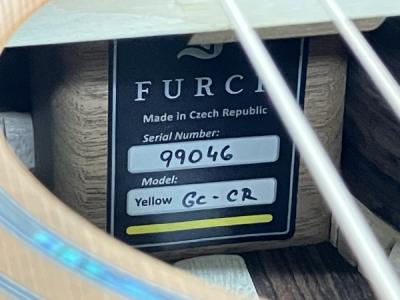 FURCH
Made in Czech Republic
Serial Number:
99046
Model:
Yellow Gc-CR